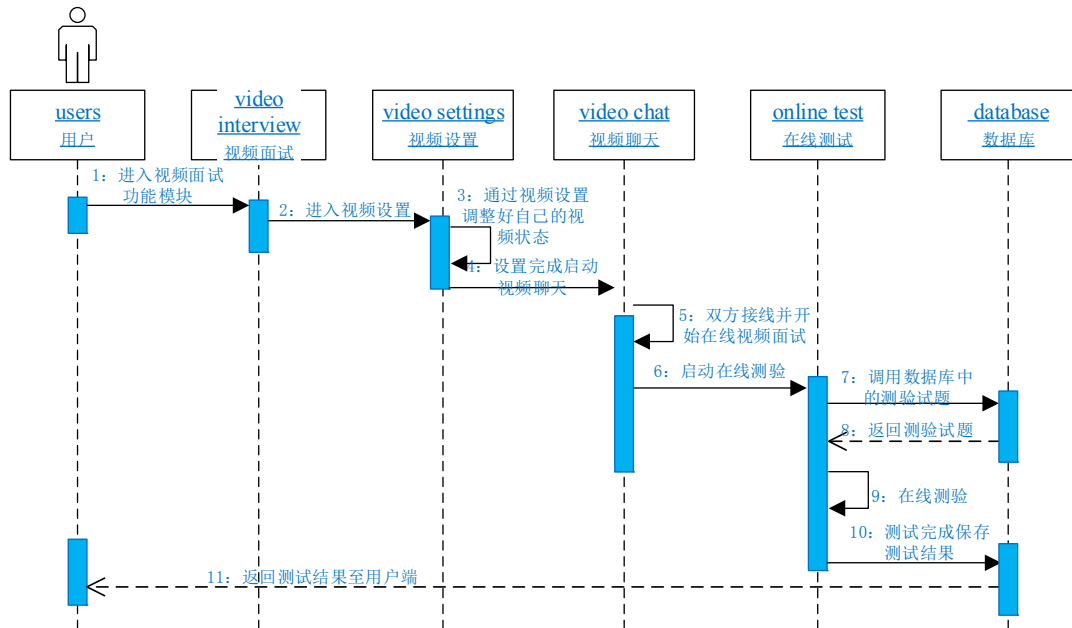 users
用户
video
interview
视频面试
video settings
视频设置
video chat
视频聊天
online test
在线测试
database
数据库
1：进入视频面试
功能模块
2：进入视频设置
3：通过视频设置
调整好自己的视
频状态
4：设置完成启动
视频聊天
5：双方接线并开
始在线视频面试
6：启动在线测验
7：调用数据库中
的测验试题
8：返回测验试题
9：在线测验
10：测试完成保存
测试结果
11：返回测试结果至用户端